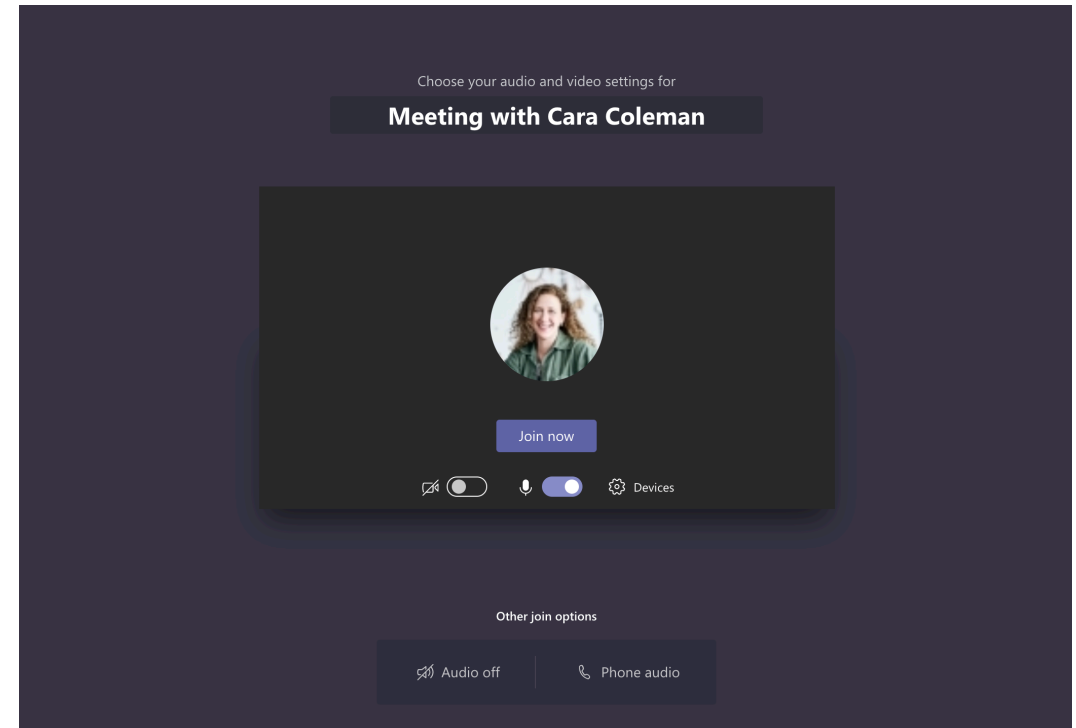 Choose your audio and video settings for
Meeting with Cara Coleman
Join now
Devices
Other join options
Audio off
Phone audio